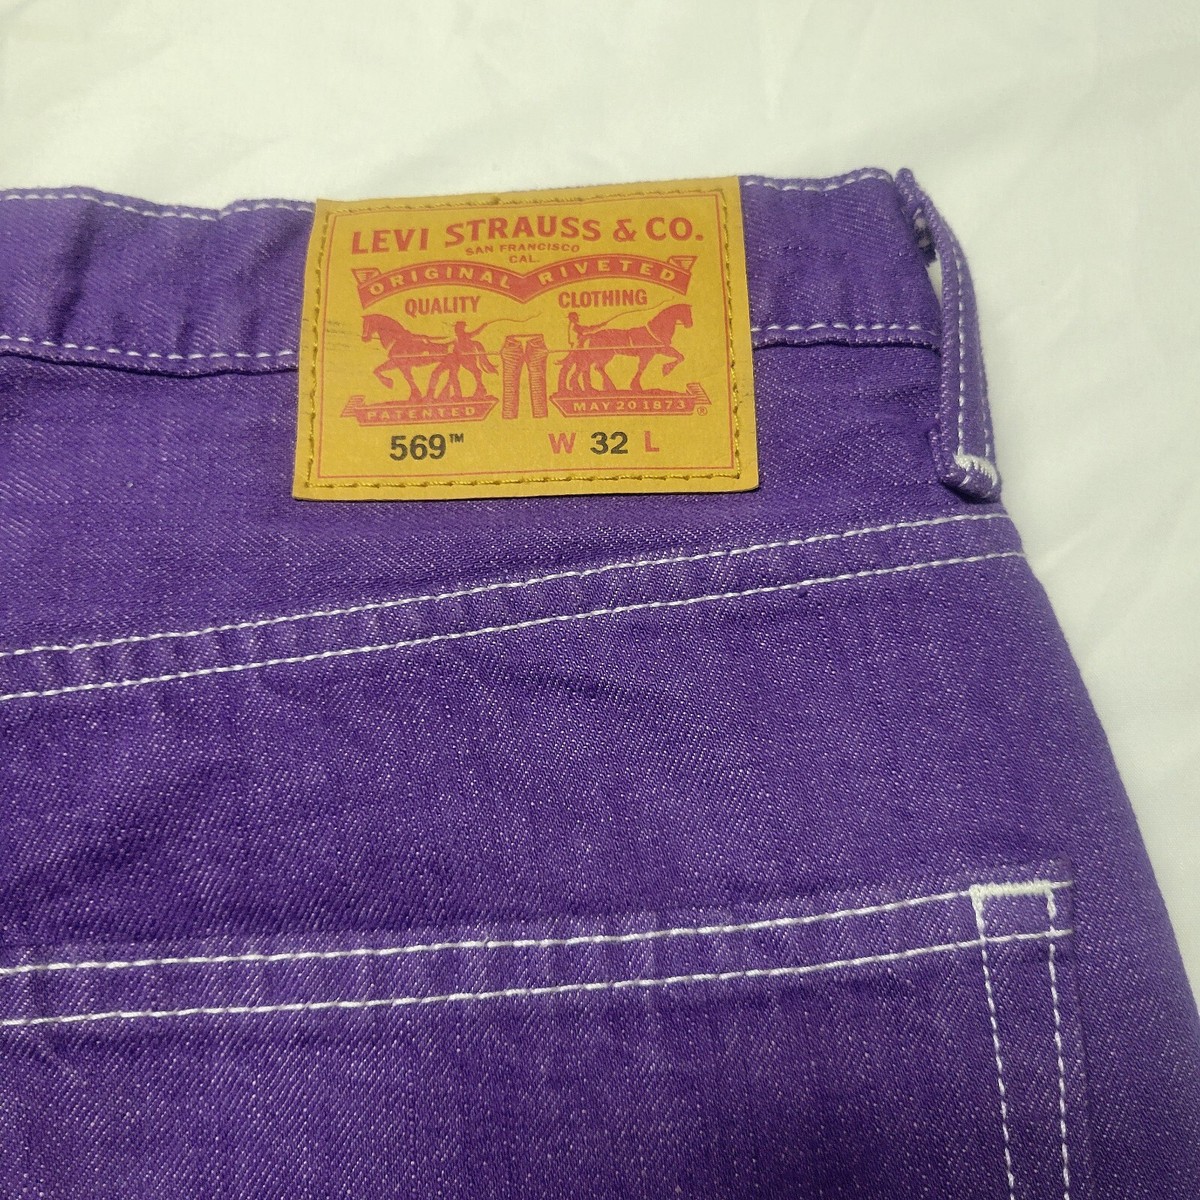 LEVI STRAUSS & CO.
SAN FRANCISCO
CAL.
ORIGINAL RIVETED
QUALITY CLOTHING
PATENTED MAY 20 1873 ®
569™ W 32 L